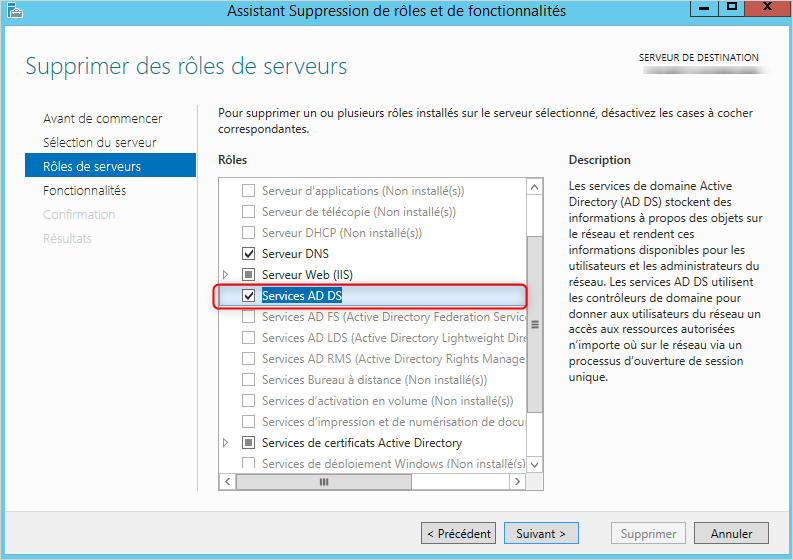 Assistant Suppression de rôles et de fonctionnalités
Supprimer des rôles de serveurs
SERVEUR DE DESTINATION
Avant de commencer
Sélection du serveur
Rôles de serveurs
Fonctionnalités
Confirmation
Résultats
Pour supprimer un ou plusieurs rôles installés sur le serveur sélectionné, désactivez les cases à cocher
correspondantes.
Rôles
Serveur d'applications (Non installé(s))
Serveur de télécopie (Non installé(s))
Serveur DHCP (Non installé(s))
Serveur DNS
Serveur Web (IIS)
Services AD DS
Services AD FS (Active Directory Federation Service
Services AD LDS (Active Directory Lightweight Dire
Services AD RMS (Active Directory Rights Manage
Services Bureau à distance (Non installé(s))
Services d'activation en volume (Non installé(s))
Services d'impression et de numérisation de docu
Services de certificats Active Directory
Services de déploiement Windows (Non installé(s)
Description
Les services de domaine Active
Directory (AD DS) stockent des
informations à propos des objets sur
le réseau et rendent ces
informations disponibles pour les
utilisateurs et les administrateurs du
réseau. Les services AD DS utilisent
les contrôleurs de domaine pour
donner aux utilisateurs du réseau un
accès aux ressources autorisées
n'importe où sur le réseau via un
processus d'ouverture de session
unique.
< Précédent
Suivant >
Supprimer
Annuler